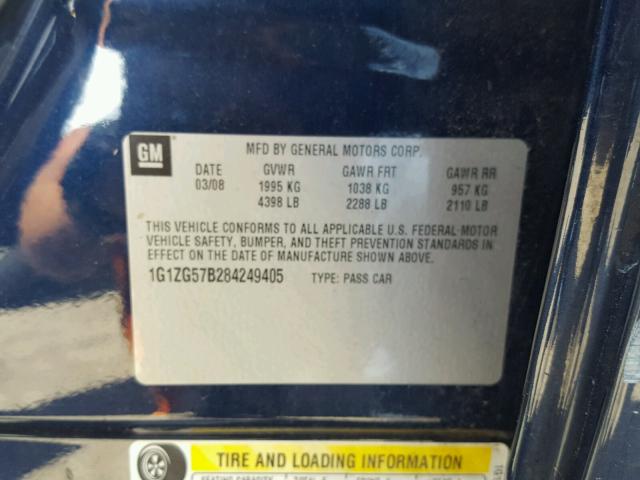 GM
MFD BY GENERAL MOTORS CORP.
DATE GVWR GAWR FRT GAWR RR
03/08 1995 KG 1038 KG 957 KG
4398 LB 2288 LB 2110 LB
THIS VEHICLE CONFORMS TO ALL APPLICABLE U.S. FEDERAL MOTOR
VEHICLE SAFETY, BUMPER, AND THEFT PREVENTION STANDARDS IN
EFFECT ON THE DATE OF MANUFACTURE SHOWN ABOVE.
1G1ZG57B284249405 TYPE: PASS CAR
TIRE AND LOADING INFORMATION
SEATING CAPACITY